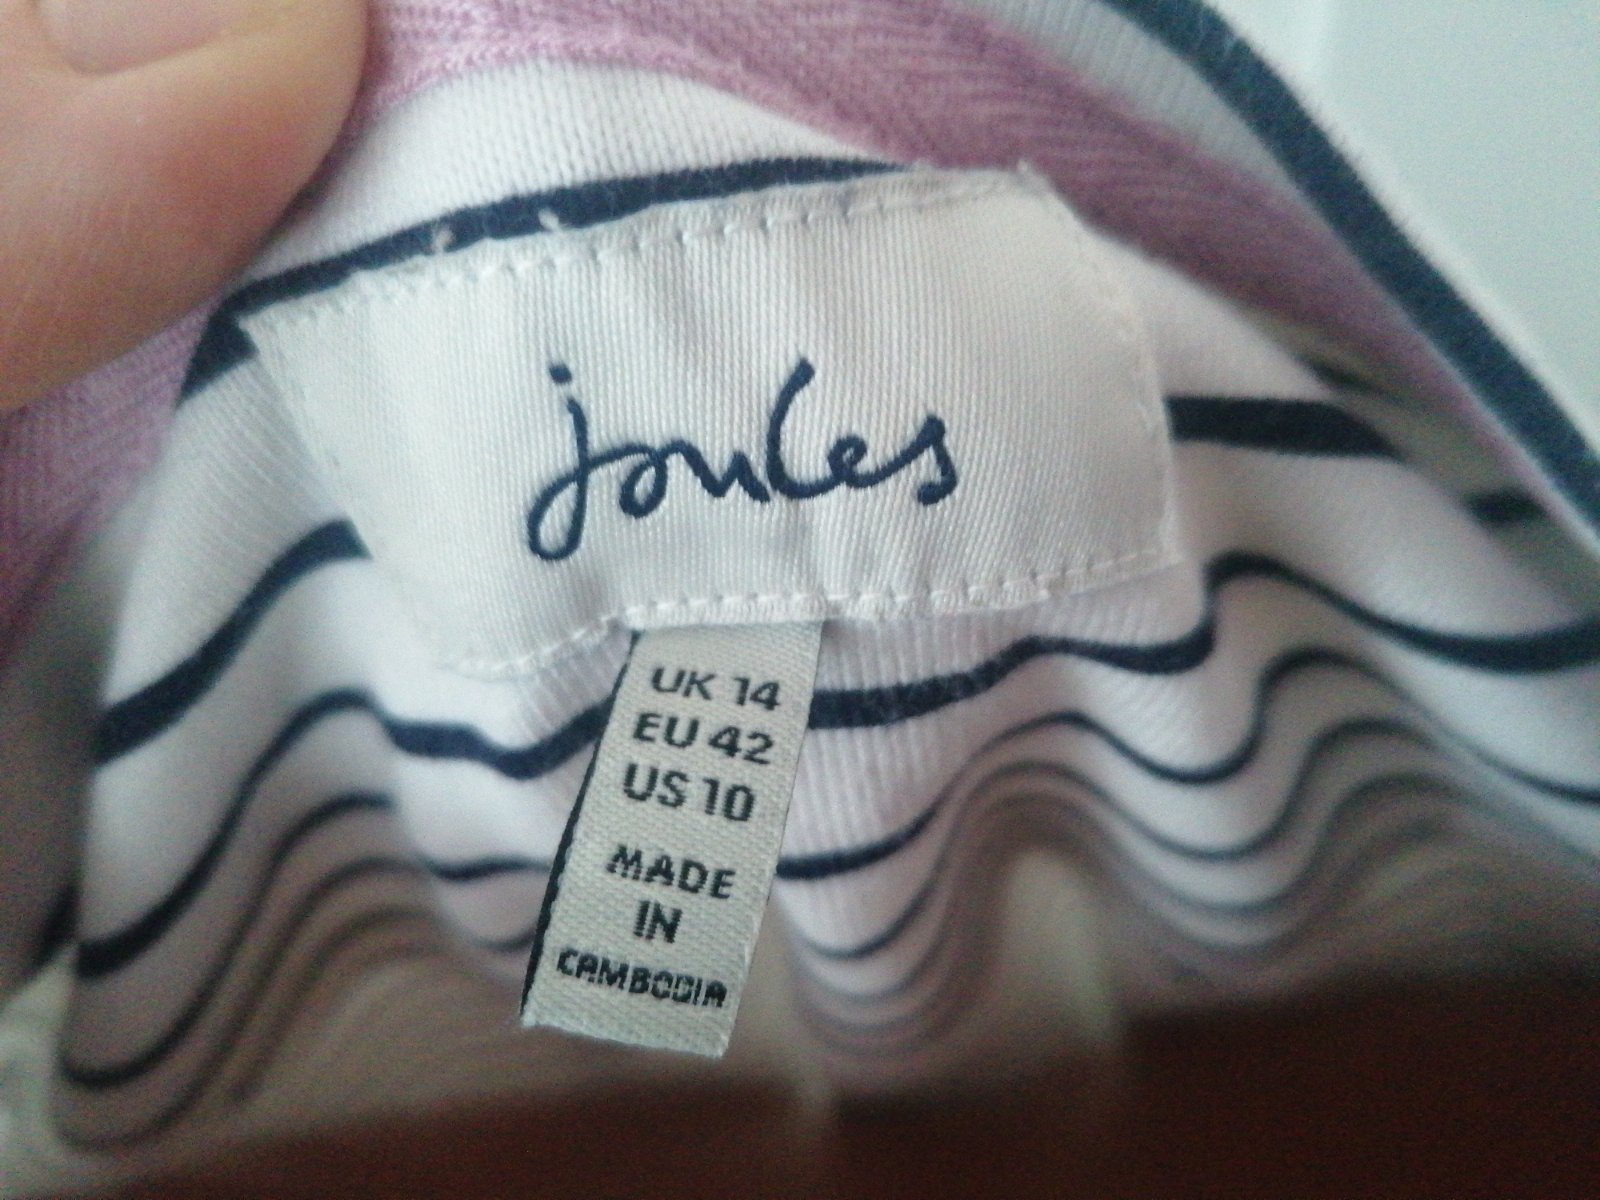 joules
UK 14
EU 42
US 10
MADE
IN
CAMBODIA